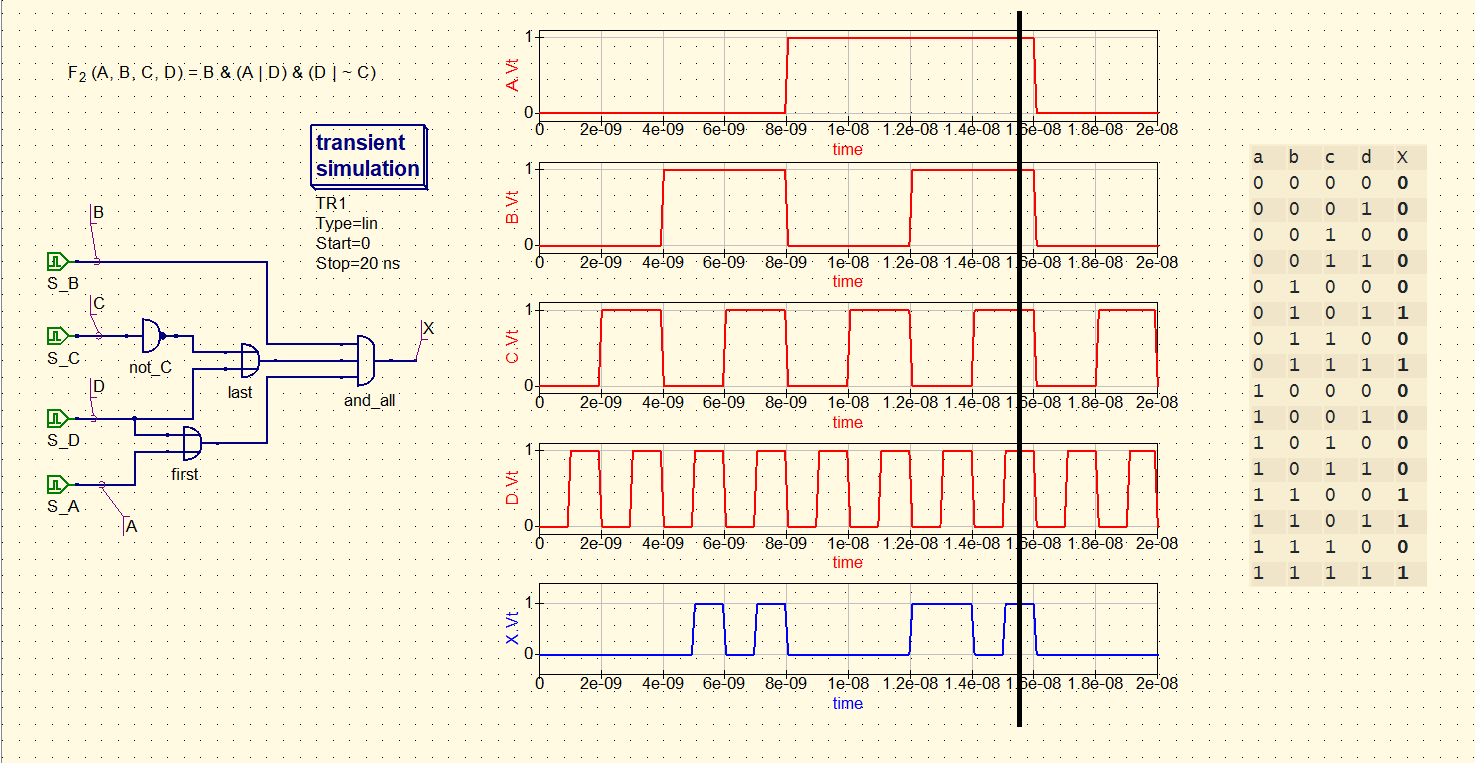 F₂ (A, B, C, D) = B & (A | D) & (D | ~ C)
transient
simulation
TR1
Type=lin
Start=0
Stop=20 ns
B
S_B
C
S_C
not_C
last
D
S_D
first
S_A
A
X
and_all
A.Vt
1
0
0 2e-09 4e-09 6e-09 8e-09 1e-08 1.2e-08 1.4e-08 1.6e-08 1.8e-08 2e-08
time
B.Vt
1
0
0 2e-09 4e-09 6e-09 8e-09 1e-08 1.2e-08 1.4e-08 1.6e-08 1.8e-08 2e-08
time
C.Vt
1
0
0 2e-09 4e-09 6e-09 8e-09 1e-08 1.2e-08 1.4e-08 1.6e-08 1.8e-08 2e-08
time
D.Vt
1
0
0 2e-09 4e-09 6e-09 8e-09 1e-08 1.2e-08 1.4e-08 1.6e-08 1.8e-08 2e-08
time
X.Vt
1
0
0 2e-09 4e-09 6e-09 8e-09 1e-08 1.2e-08 1.4e-08 1.6e-08 1.8e-08 2e-08
time
a b c d X
0 0 0 0 0
0 0 0 1 0
0 0 1 0 0
0 0 1 1 0
0 1 0 0 0
0 1 0 1 1
0 1 1 0 0
0 1 1 1 1
1 0 0 0 0
1 0 0 1 0
1 0 1 0 0
1 0 1 1 0
1 1 0 0 1
1 1 0 1 1
1 1 1 0 0
1 1 1 1 1